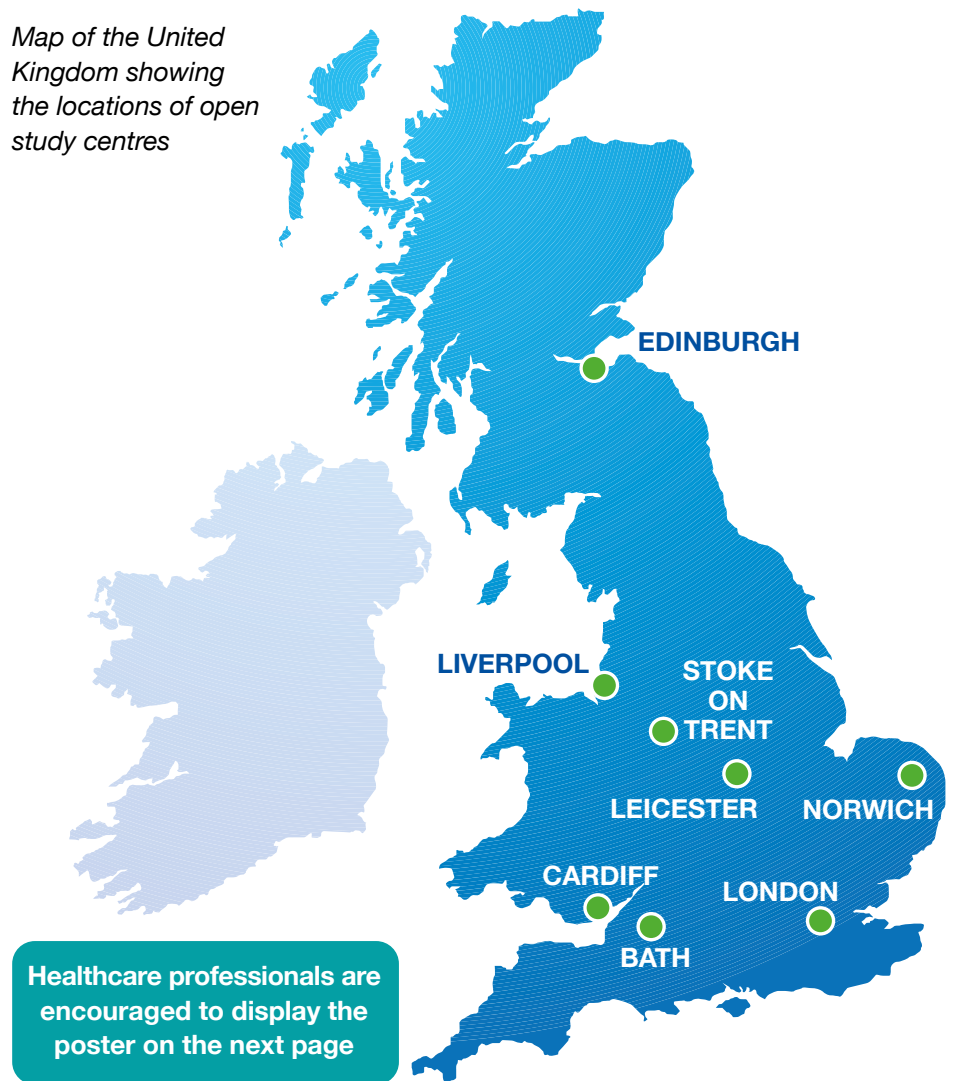 Map of the United
Kingdom showing
the locations of open
study centres
EDINBURGH
LIVERPOOL
STOKE
ON
TRENT
LEICESTER
NORWICH
CARDIFF
LONDON
BATH
Healthcare professionals are
encouraged to display the
poster on the next page